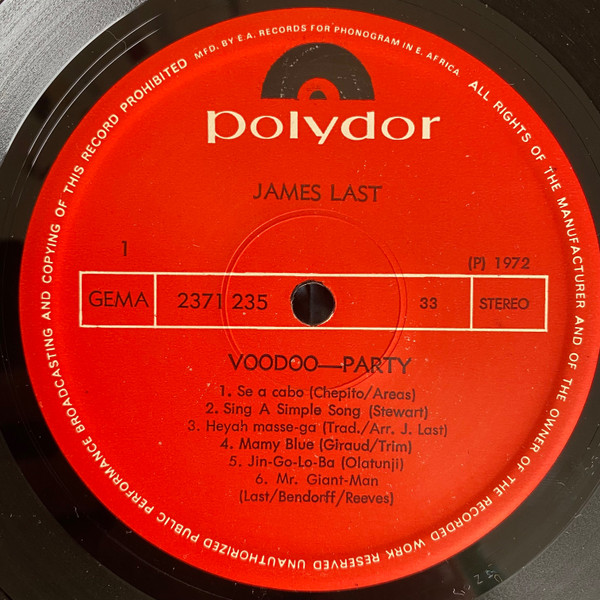 MFD. BY E.A. RECORDS FOR PHONOGRAM IN E. AFRICA
ALL RIGHTS OF THE MANUFACTURER AND OF THE OWNER OF THE RECORDED WORK RESERVED UNAUTHORIZED PUBLIC PERFORMANCE BROADCASTING AND COPYING OF THIS RECORD PROHIBITED
polydor
JAMES LAST
1
(P) 1972
GEMA 2371 235 33 STEREO
VOODOO—PARTY
1. Se a cabo (Chepito/Areas)
2. Sing A Simple Song (Stewart)
3. Heyah masse-ga (Trad./Arr. J. Last)
4. Mamy Blue (Giraud/Trim)
5. Jin-Go-Lo-Ba (Olatunji)
6. Mr. Giant-Man
(Last/Bendorff/Reeves)